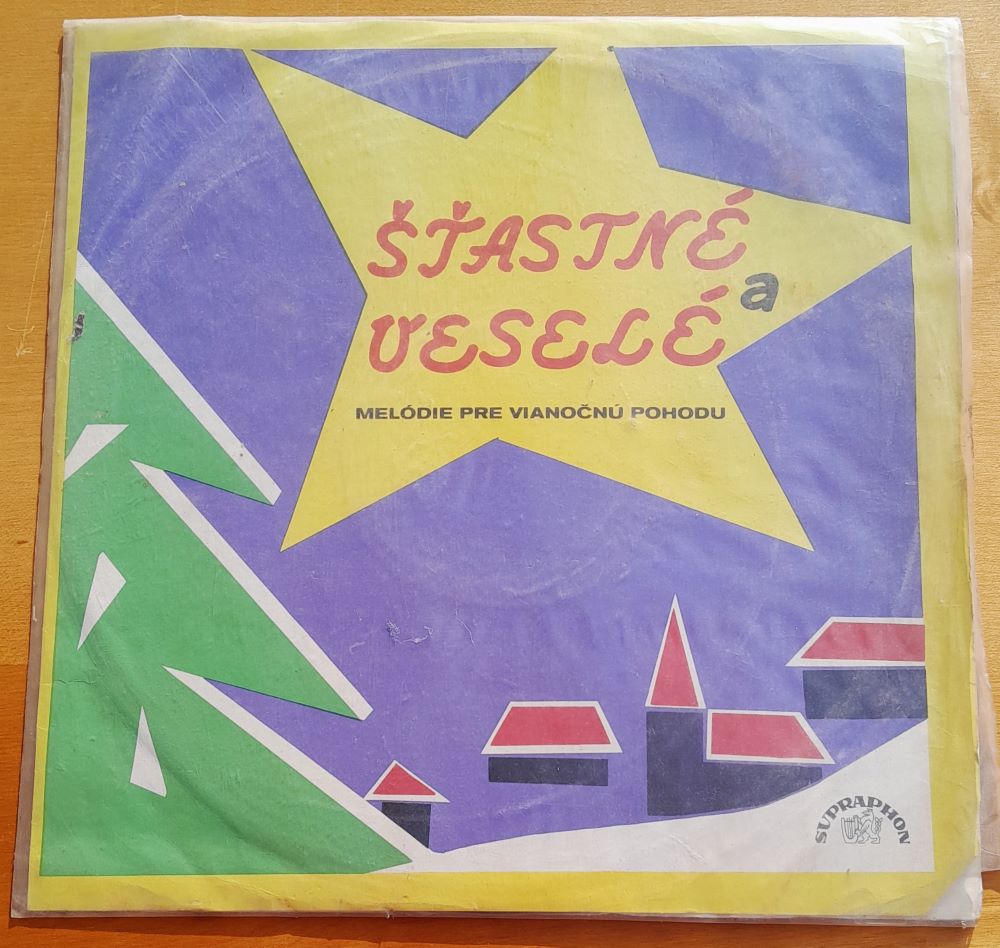 ŠŤASTNÉ
a
VESELÉ
MELÓDIE PRE VIANOČNÚ POHODU
SUPRAPHON